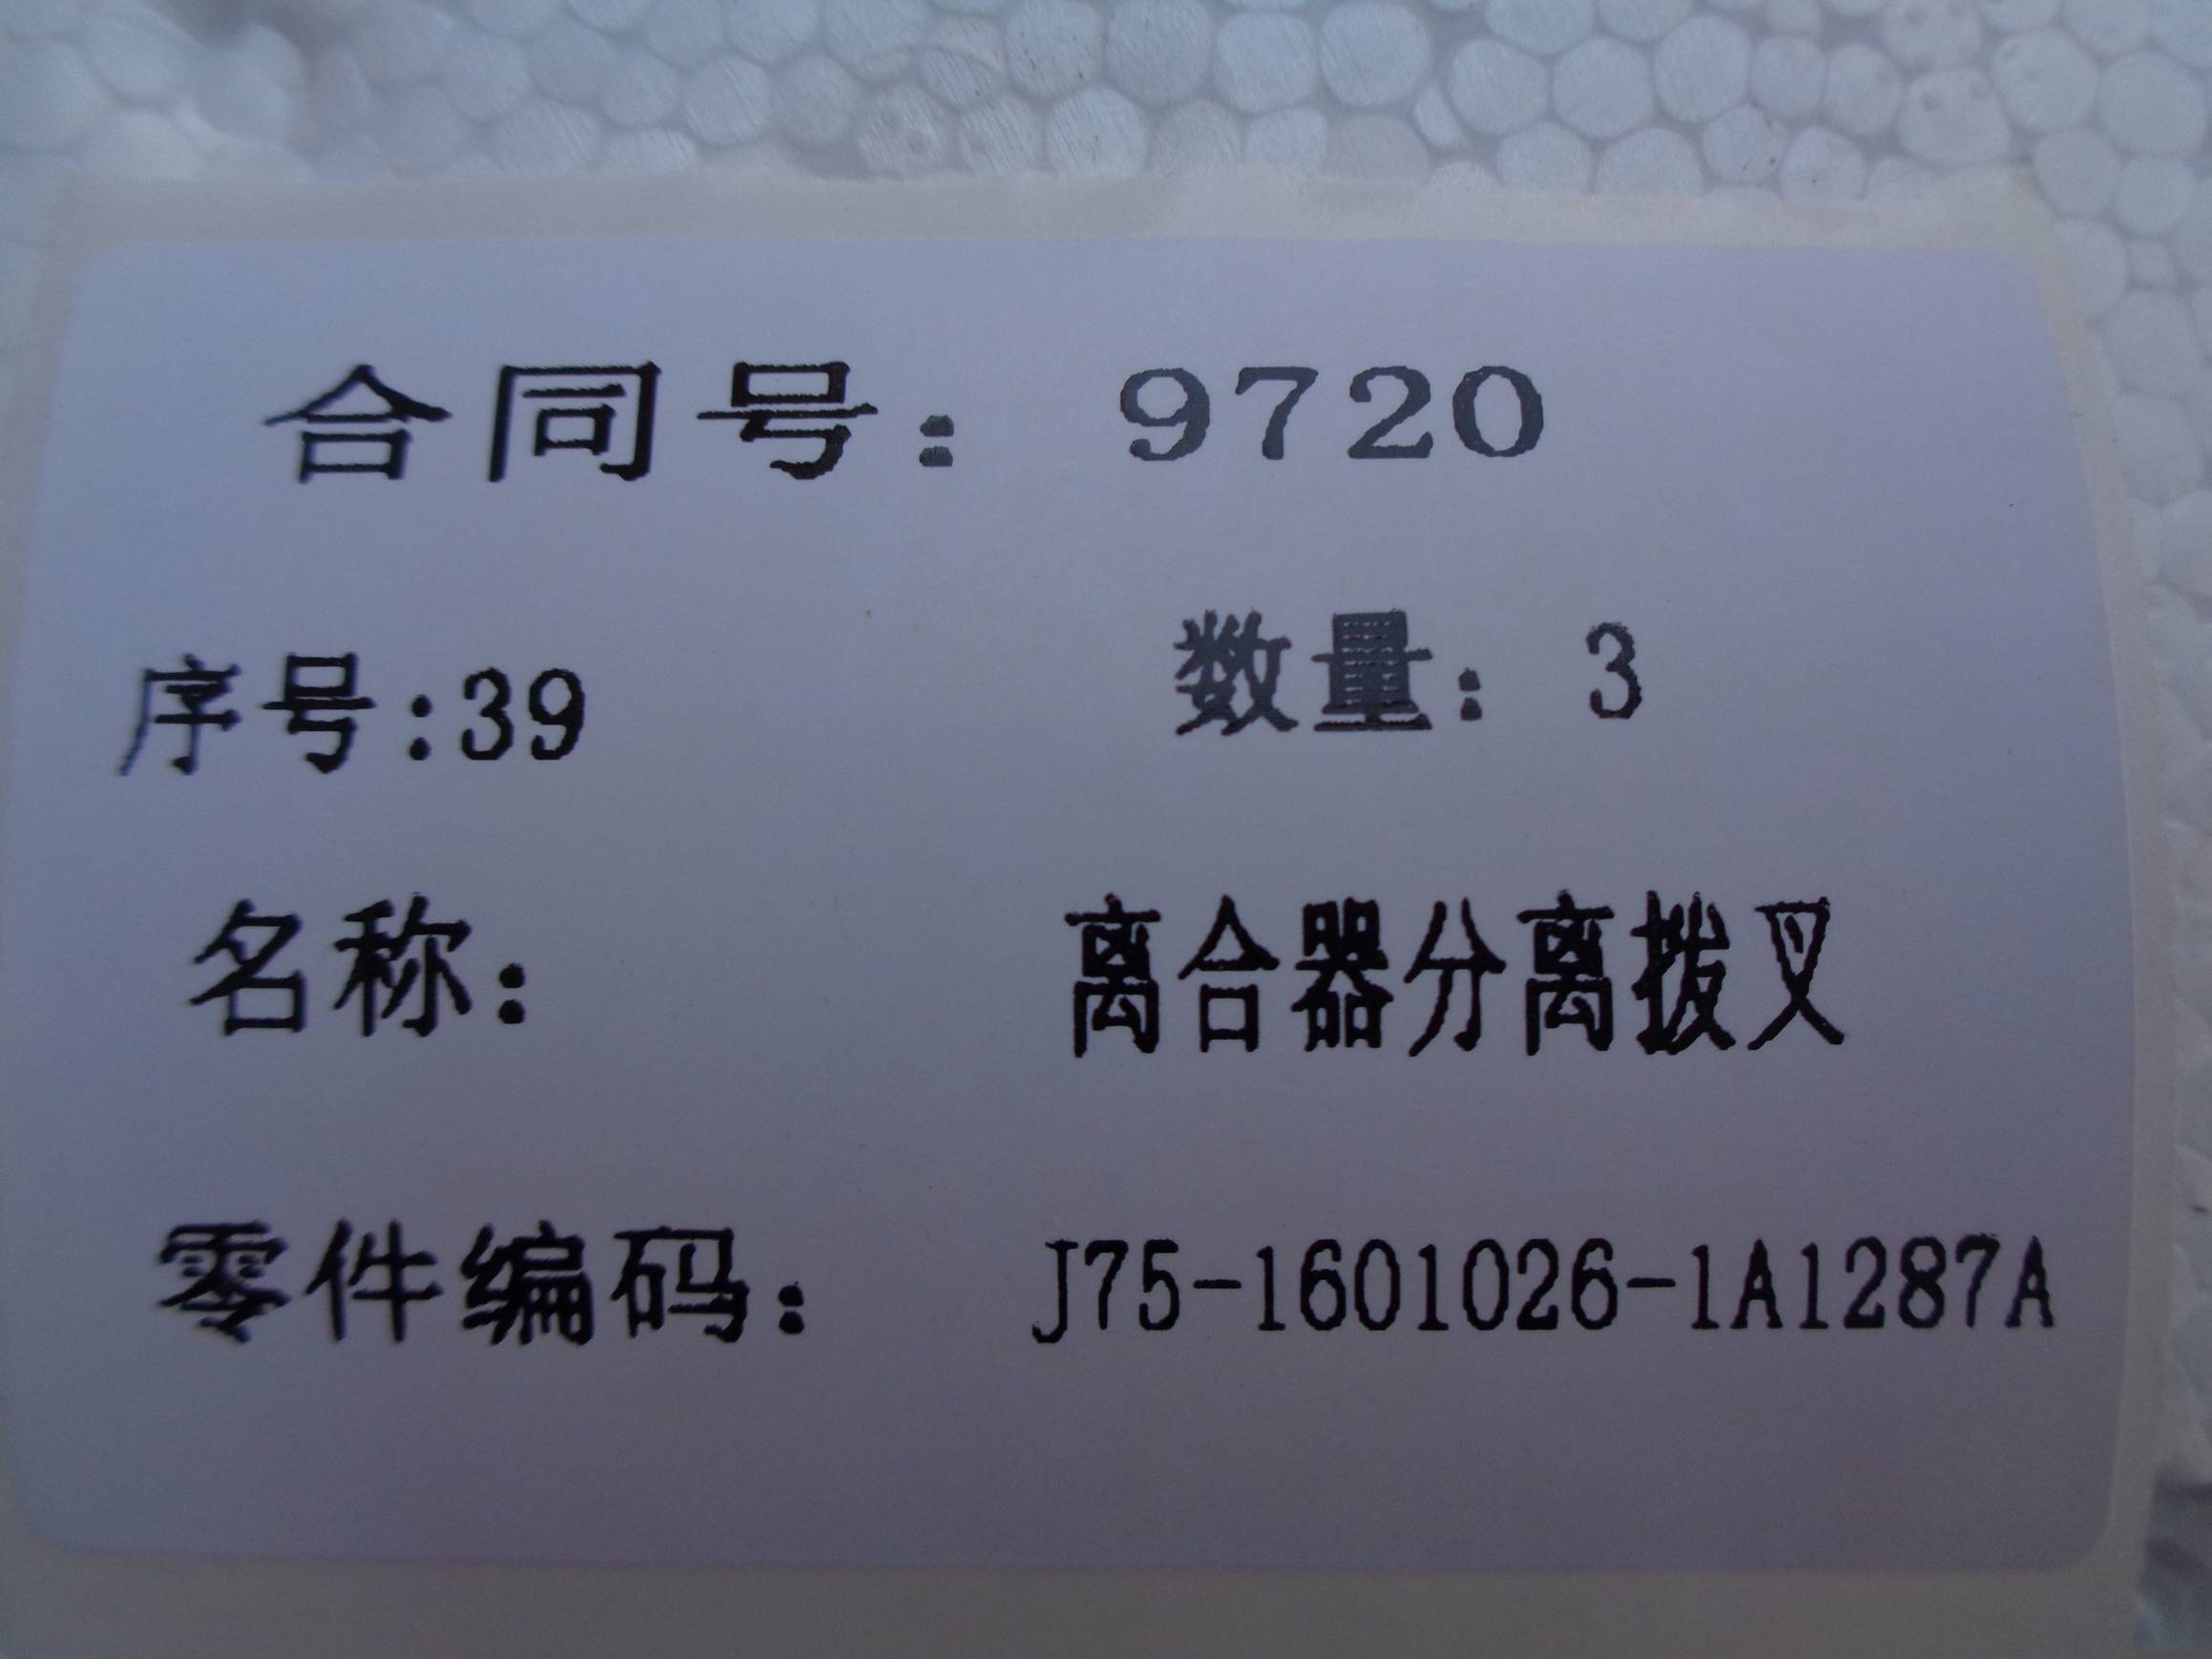 合同号： 9720
序号:39 数量： 3
名称： 离合器分离拨叉
零件编码： J75-1601026-1A1287A